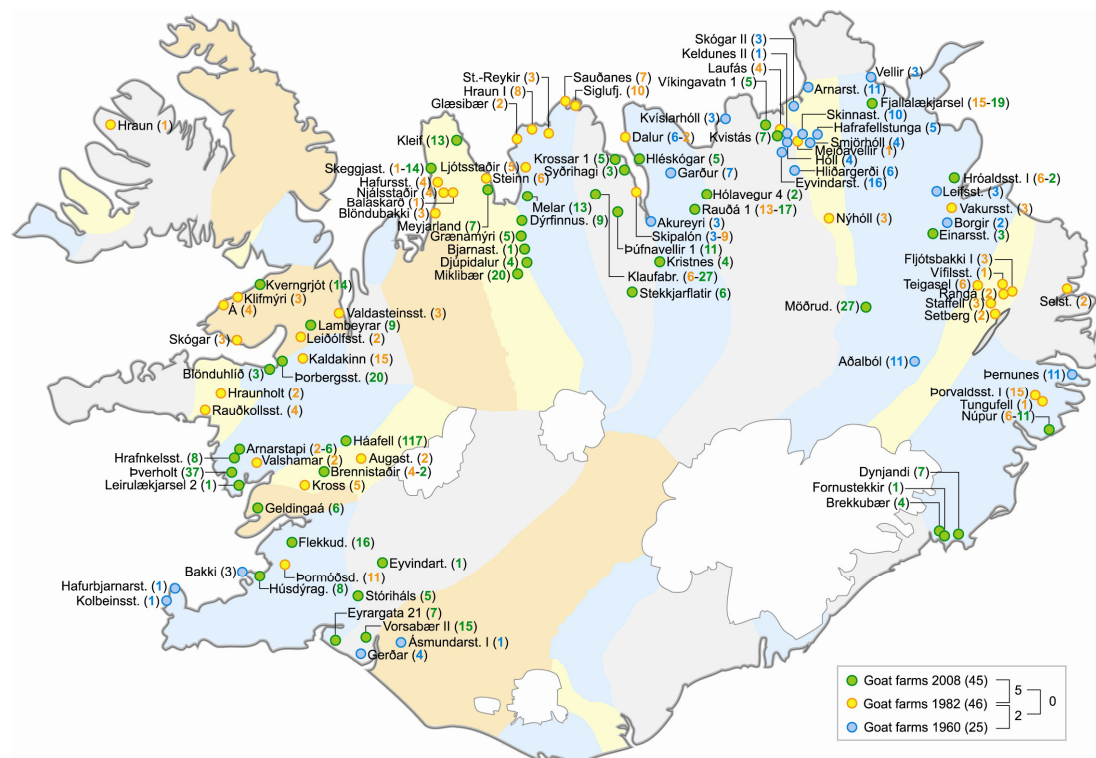 Skógar II (3)
Keldunes II (1)
Laufás (4)
Víkingavatn 1 (5)
Vellir (3)
Arnarst. (11)
Fjallalækjarsel (15-19)
Skinnast. (10)
Hafrafellstunga (5)
Smjörhóll (4)
Meiðavellir (1)
Hóll (4)
Hlíðargerði (6)
Eyvindarst. (16)
Kvistás (7)
Kvíslarhóll (3)
St.-Reykir (3)
Hraun I (8)
Glæsibær (2)
Sauðanes (7)
Siglufj. (10)
Dalur (6-2)
Hraun (1)
Kleif (13)
Skeggjast. (1-14)
Ljótsstaðir (5)
Hafursst. (4)
Steinn (6)
Njálsstaðir (4)
Balaskarð (1)
Blöndubakki (3)
Meyjarland (7)
Krossar 1 (5)
Syðrihagi (3)
Hléskógar (5)
Garður (7)
Melar (13)
Dýrfinnus. (9)
Grænamýri (5)
Bjarnast. (1)
Djúpidalur (4)
Miklibær (20)
Hólavegur 4 (2)
Rauðá 1 (13-17)
Akureyri (3)
Skipalón (3-9)
Þúfnavellir 1 (11)
Kristnes (4)
Klaufabr. (6-27)
Stekkjarflatir (6)
Nýhóll (3)
Hróaldsst. I (6-2)
Leifsst. (3)
Vakursst. (3)
Borgir (2)
Einarsst. (3)
Fljótsbakki I (3)
Vífilsst. (1)
Teigasel (6)
Ranga (2)
Staffell (3)
Setberg (2)
Selst. (2)
Möðrud. (27)
Aðalból (11)
Þernunes (11)
Þorvaldsst. I (15)
Tungufell (1)
Núpur (6-11)
Kverngrjót (14)
Klifmýri (3)
Á (4)
Valdasteinsst. (3)
Lambeyrar (9)
Skógar (3)
Leiðólfsst. (2)
Kaldakinn (15)
Blönduhlíð (3)
Þorbergsst. (20)
Hraunholt (2)
Rauðkollsst. (4)
Háafell (117)
Arnarstapi (2-6)
Hrafnkelsst. (8)
Valshamar (2)
Augast. (2)
Þverholt (37)
Brennistaðir (4-2)
Leirulækjarsel 2 (1)
Kross (5)
Geldingaá (6)
Dynjandi (7)
Fornustekkir (1)
Brekkubær (4)
Flekkud. (16)
Eyvindart. (1)
Bakki (3)
Þormóðsd. (11)
Hafurbjarnarst. (1)
Húsdýrag. (8)
Kolbeinsst. (1)
Stóriháls (5)
Eyrargata 21 (7)
Vorsabær II (15)
Ásmundarst. I (1)
Gerðar (4)
Goat farms 2008 (45)
Goat farms 1982 (46)
Goat farms 1960 (25)
5
2
0